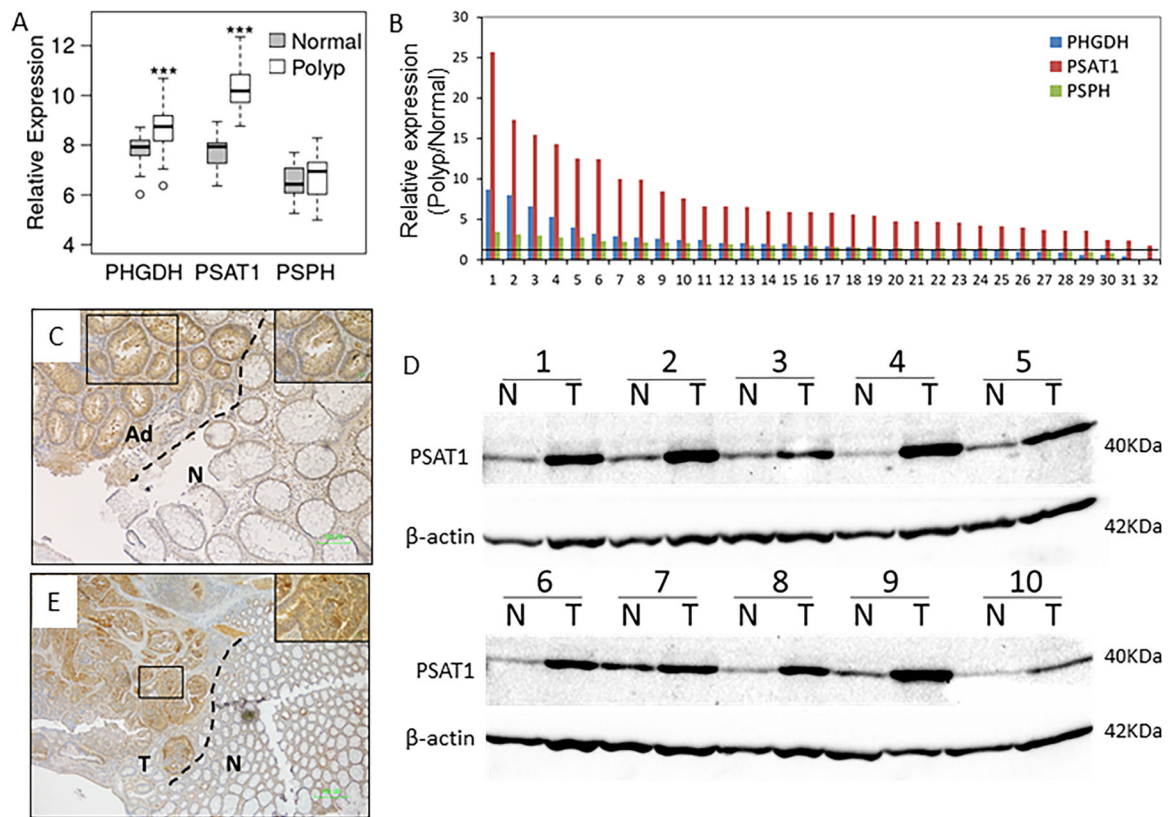 A
Relative Expression
12
10
8
6
4
***
***
Normal
Polyp
PHGDH PSAT1 PSPH
B
Relative expression
(Polyp/Normal)
30
25
20
15
10
5
0
PHGDH
PSAT1
PSPH
1 2 3 4 5 6 7 8 9 10 11 12 13 14 15 16 17 18 19 20 21 22 23 24 25 26 27 28 29 30 31 32
C
Ad
N
D
1 2 3 4 5
N T N T N T N T N T
PSAT1
40KDa
β-actin
42KDa
6 7 8 9 10
N T N T N T N T N T
PSAT1
40KDa
β-actin
42KDa
E
T
N